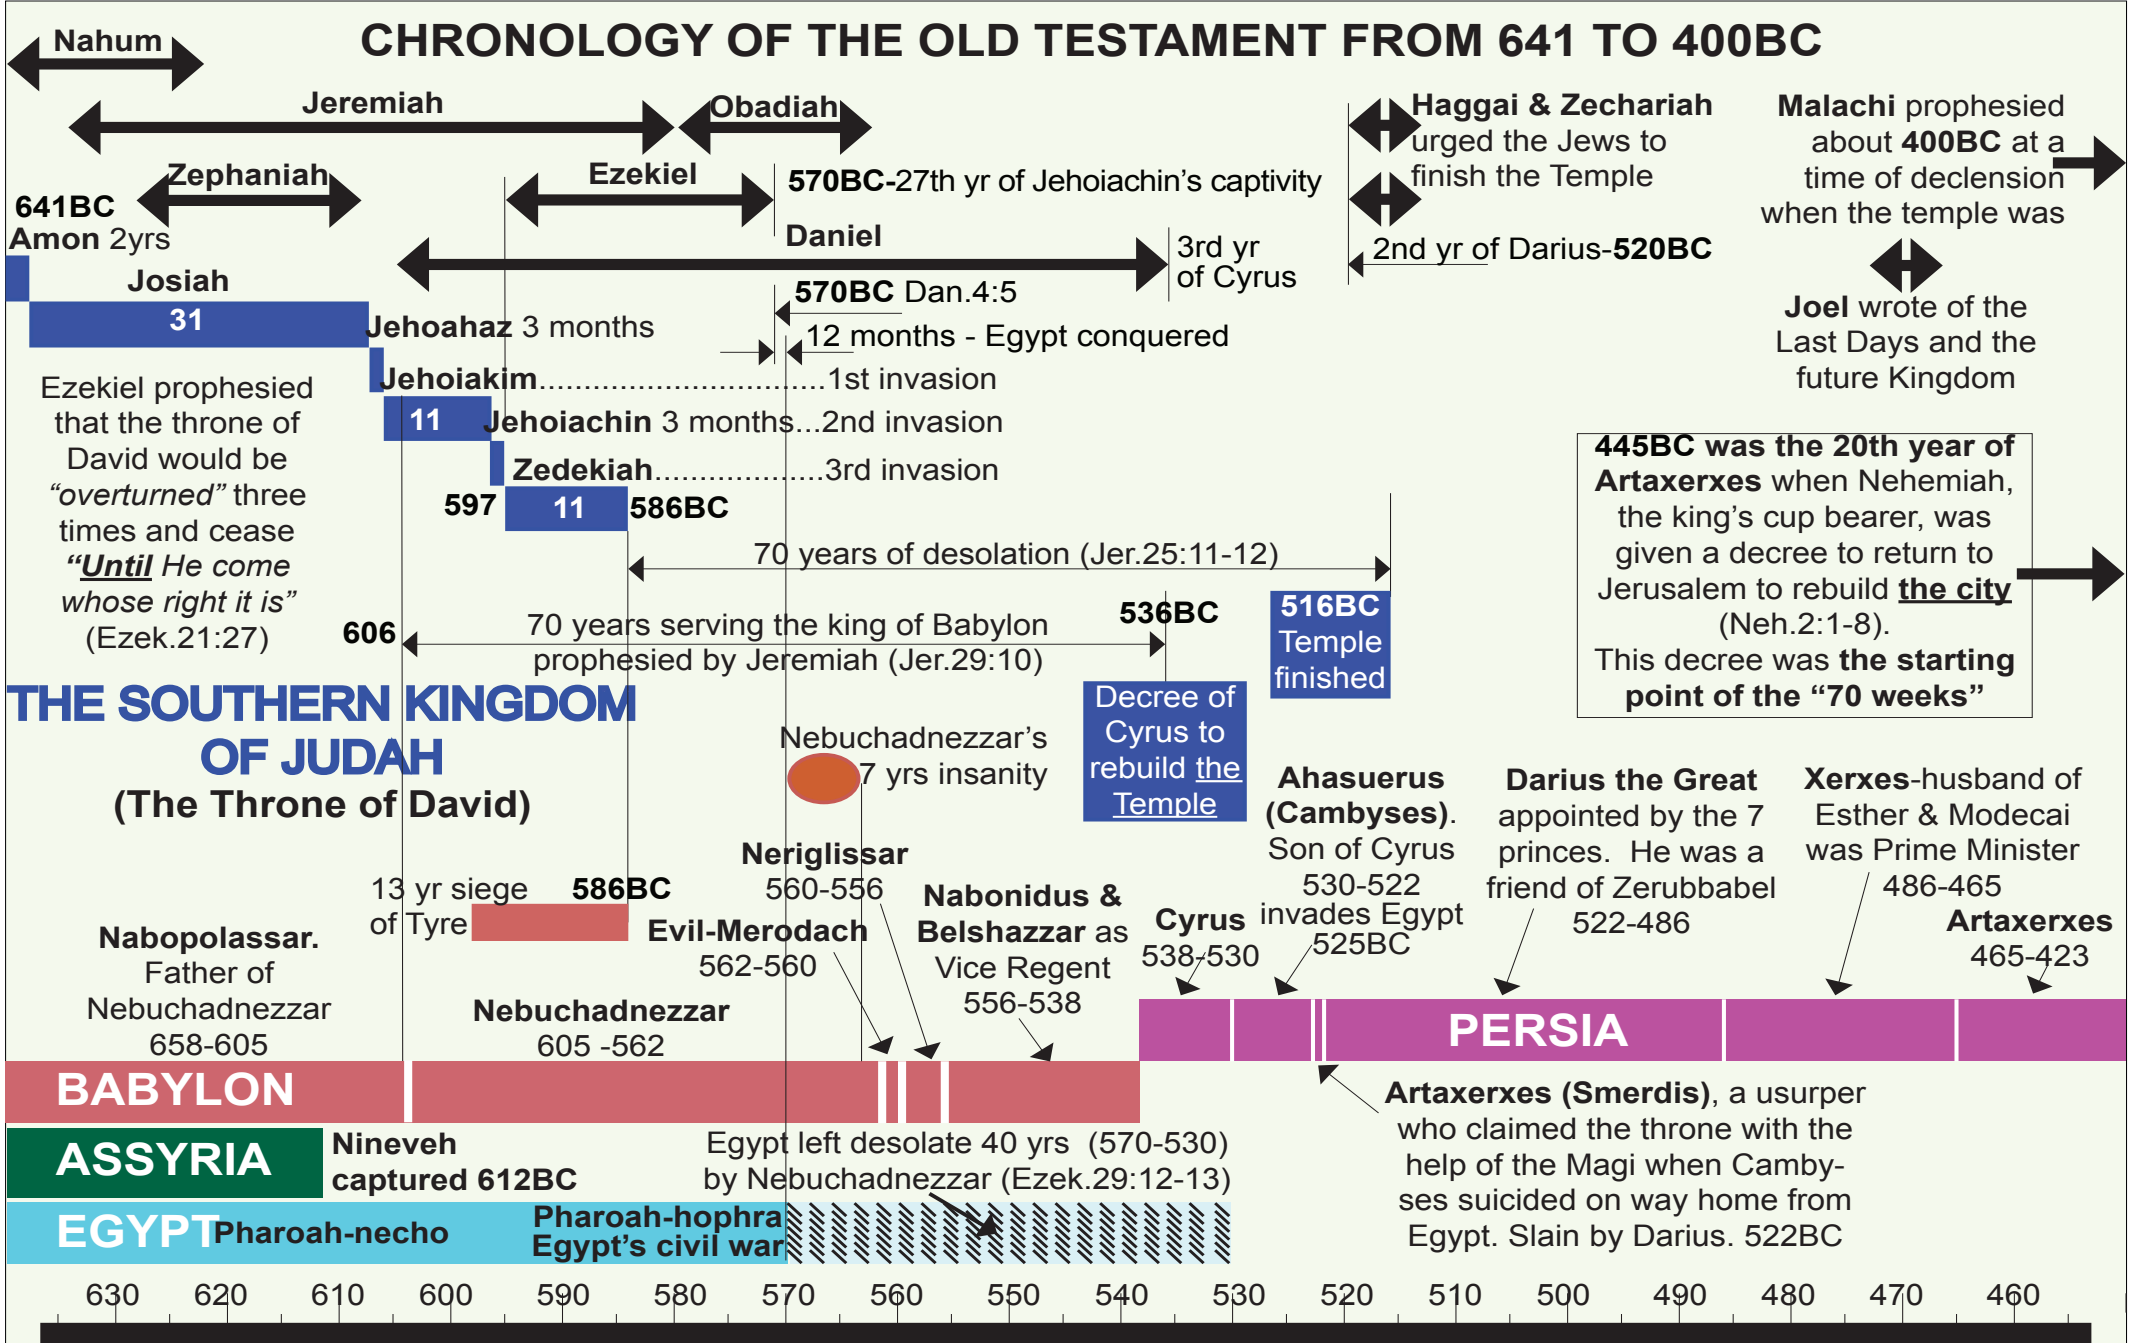 CHRONOLOGY OF THE OLD TESTAMENT FROM 641 TO 400BC
Nahum
Jeremiah
Obadiah
Haggai & Zechariah
urged the Jews to
finish the Temple
Malachi prophesied
about 400BC at a
time of declension
when the temple was
Zephaniah
Ezekiel
570BC-27th yr of Jehoiachin’s captivity
641BC
Amon 2yrs
Daniel
3rd yr
of Cyrus
2nd yr of Darius-520BC
Josiah
31
570BC Dan.4:5
Joel wrote of the
Last Days and the
future Kingdom
Jehoahaz 3 months
12 months - Egypt conquered
Jehoiakim................................1st invasion
11
Jehoiachin 3 months...2nd invasion
Zedekiah...................3rd invasion
597
11
586BC
Ezekiel prophesied
that the throne of
David would be
“overturned” three
times and cease
“Until He come
whose right it is”
(Ezek.21:27)
445BC was the 20th year of
Artaxerxes when Nehemiah,
the king’s cup bearer, was
given a decree to return to
Jerusalem to rebuild the city
(Neh.2:1-8).
This decree was the starting
point of the “70 weeks”
70 years of desolation (Jer.25:11-12)
606
70 years serving the king of Babylon
prophesied by Jeremiah (Jer.29:10)
536BC
516BC
Temple
finished
THE SOUTHERN KINGDOM
OF JUDAH
(The Throne of David)
Decree of
Cyrus to
rebuild the
Temple
Nebuchadnezzar’s
7 yrs insanity
Ahasuerus
(Cambyses).
Son of Cyrus
530-522
invades Egypt
525BC
Darius the Great
appointed by the 7
princes. He was a
friend of Zerubbabel
522-486
Xerxes-husband of
Esther & Modecai
was Prime Minister
486-465
Artaxerxes
465-423
Neriglissar
560-556
13 yr siege
of Tyre
586BC
Evil-Merodach
562-560
Nabonidus &
Belshazzar as
Vice Regent
556-538
Cyrus
538-530
Nabopolassar.
Father of
Nebuchadnezzar
658-605
Nebuchadnezzar
605 -562
PERSIA
BABYLON
Artaxerxes (Smerdis), a usurper
who claimed the throne with the
help of the Magi when Camby-
ses suicided on way home from
Egypt. Slain by Darius. 522BC
ASSYRIA
Nineveh
captured 612BC
Egypt left desolate 40 yrs (570-530)
by Nebuchadnezzar (Ezek.29:12-13)
EGYPT
Pharoah-necho
Pharoah-hophra
Egypt’s civil war
630 620 610 600 590 580 570 560 550 540 530 520 510 500 490 480 470 460